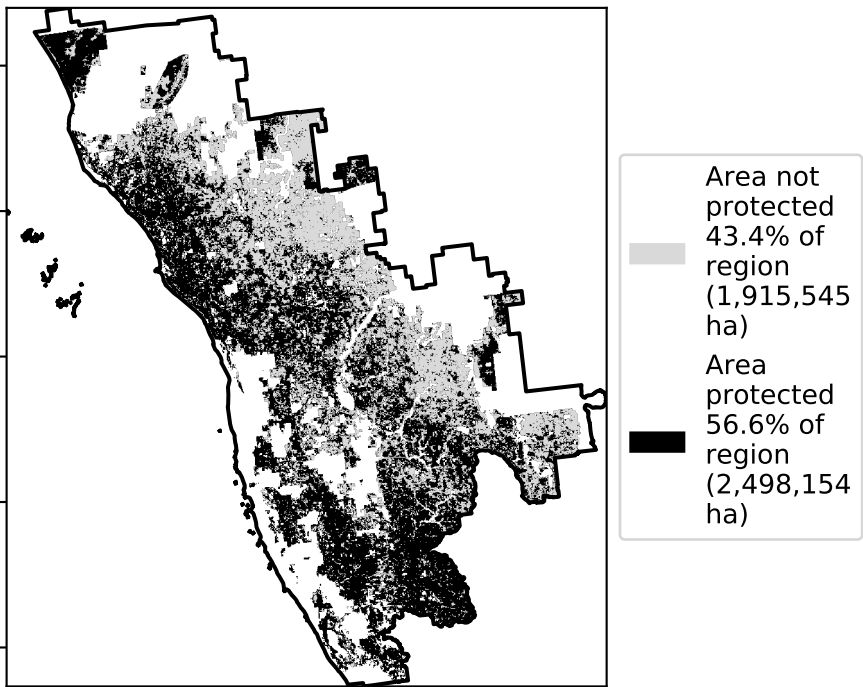 Area not
protected
43.4% of
region
(1,915,545
ha)
Area
protected
56.6% of
region
(2,498,154
ha)